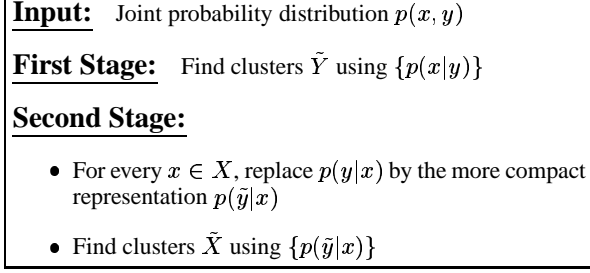 Input: Joint probability distribution p(x, y)
First Stage: Find clusters Ỹ using {p(x|y)}
Second Stage:
• For every x ∈ X, replace p(y|x) by the more compact
representation p(ỹ|x)
• Find clusters X̃ using {p(ỹ|x)}